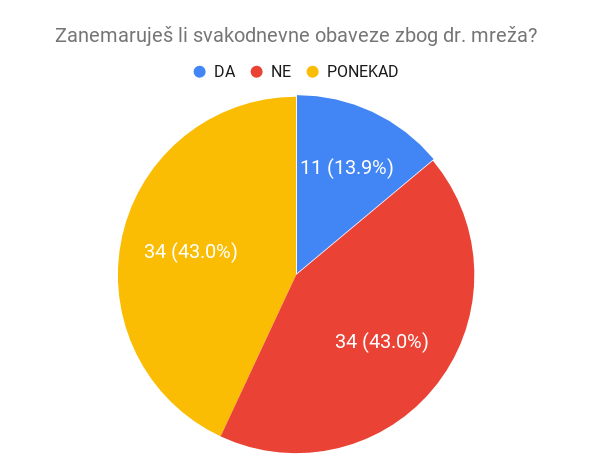 Zanemaruješ li svakodnevne obaveze zbog dr. mreža?
DA NE PONEKAD
11 (13.9%)
34 (43.0%)
34 (43.0%)